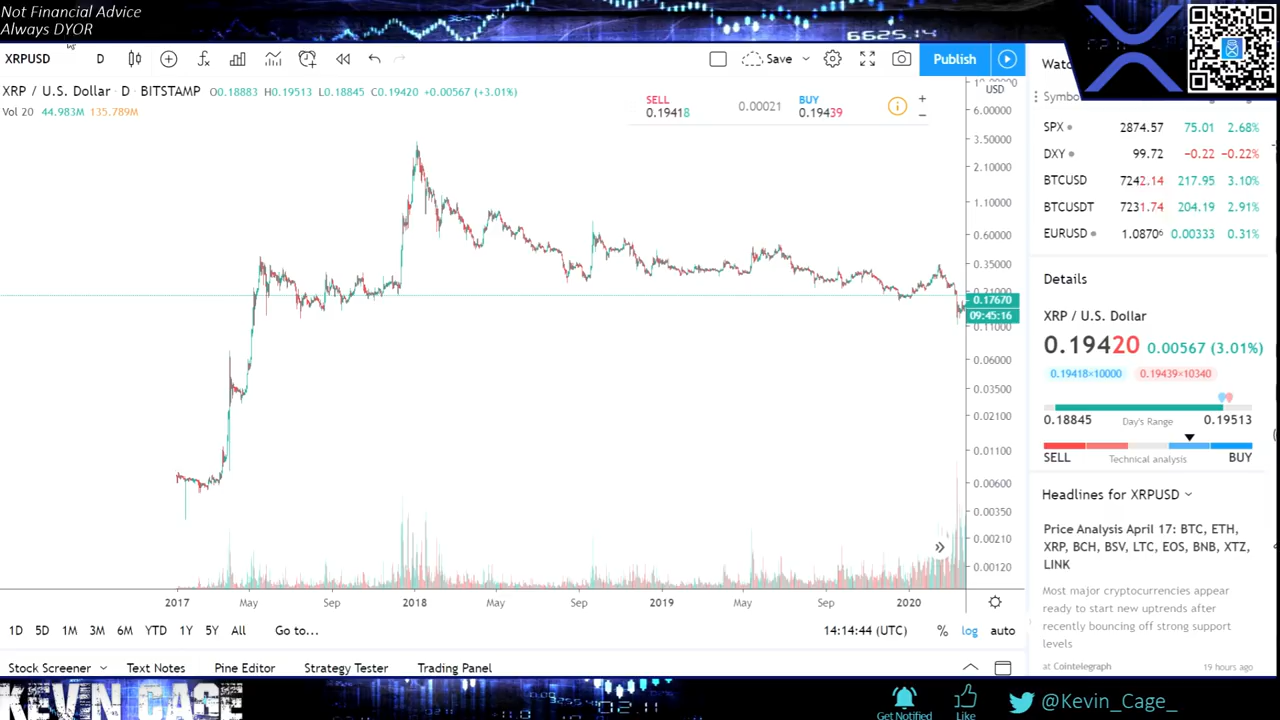 Not Financial Advice
Always DYOR
6625.14
XRPUSD D Save Publish
XRP / U.S. Dollar · D · BITSTAMP O0.18883 H0.19513 L0.18845 C0.19420 +0.00567 (+3.01%)
Vol 20 44.983M 135.789M
SELL 0.19418 0.00021 BUY 0.19439
USD
10.00000
6.00000
3.50000
2.10000
1.10000
0.60000
0.35000
0.21000
0.17670
09:45:16
0.11000
0.06000
0.03500
0.02100
0.01100
0.00600
0.00350
0.00210
0.00120
2017 May Sep 2018 May Sep 2019 May Sep 2020
1D 5D 1M 3M 6M YTD 1Y 5Y All Go to... 14:14:44 (UTC) % log auto
Stock Screener Text Notes Pine Editor Strategy Tester Trading Panel
SPX 2874.57 75.01 2.68%
DXY 99.72 −0.22 −0.22%
BTCUSD 7242.14 217.95 3.10%
BTCUSDT 7231.74 204.19 2.91%
EURUSD 1.08706 0.00333 0.31%
Details
XRP / U.S. Dollar
0.19420 0.00567 (3.01%)
0.19418×10000 0.19439×10340
0.18845 Day's Range 0.19513
SELL Technical analysis BUY
Headlines for XRPUSD
Price Analysis April 17: BTC, ETH,
XRP, BCH, BSV, LTC, EOS, BNB, XTZ,
LINK
Most major cryptocurrencies appear
ready to start new uptrends after
recently bouncing off strong support
levels
at Cointelegraph 19 hours ago
KEVIN CAGE
Get Notified Like @Kevin_Cage_